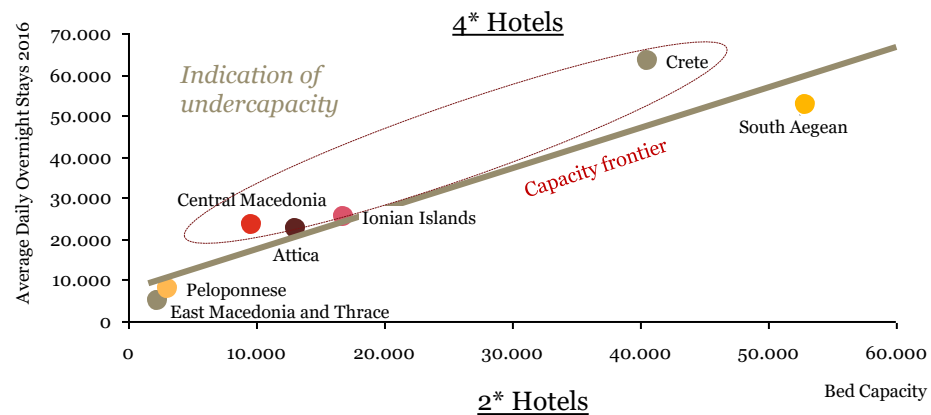 4* Hotels
Average Daily Overnight Stays 2016
70.000
60.000
50.000
40.000
30.000
20.000
10.000
0
Indication of
undercapacity
Crete
South Aegean
Capacity frontier
Central Macedonia
Ionian Islands
Attica
Peloponnese
East Macedonia and Thrace
0
10.000
20.000
30.000
40.000
50.000
60.000
Bed Capacity
2* Hotels